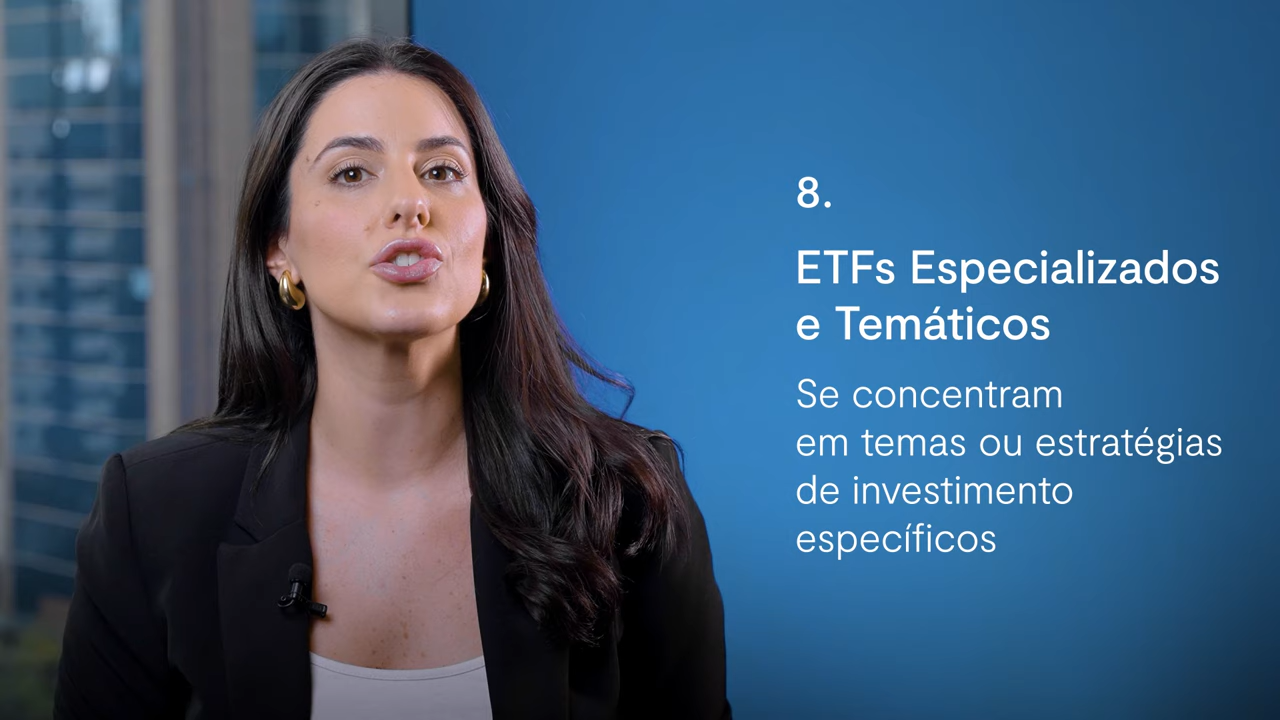 8.
ETFs Especializados
e Temáticos
Se concentram
em temas ou estratégias
de investimento
específicos